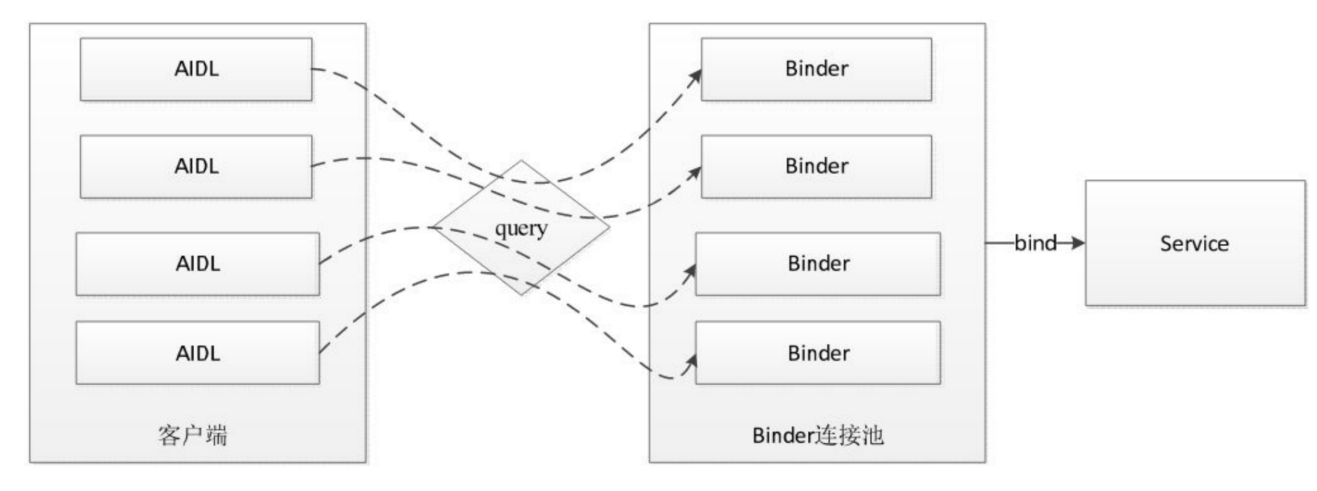 AIDL
AIDL
AIDL
AIDL
客户端
query
Binder
Binder
Binder
Binder
Binder连接池
bind
Service